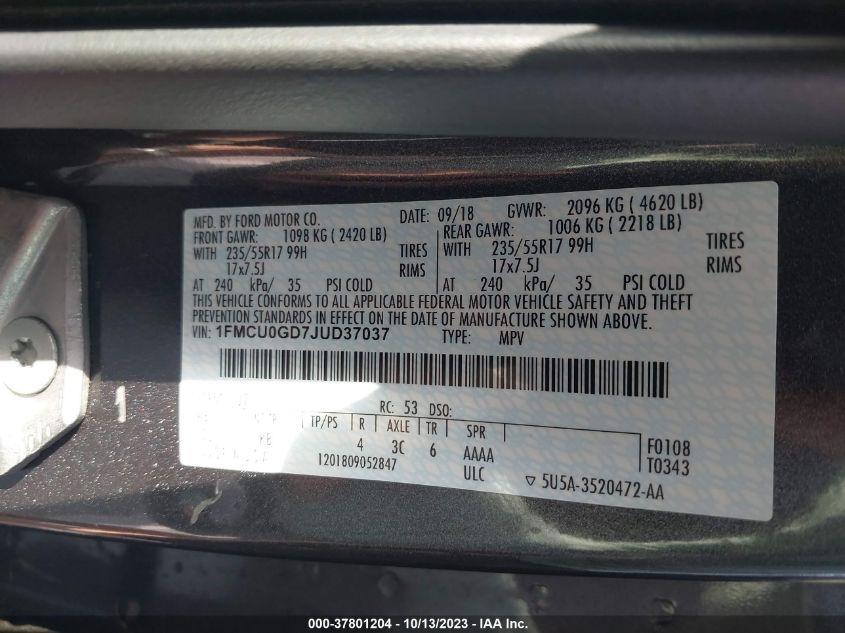 MFD. BY FORD MOTOR CO.
DATE: 09/18 GVWR: 2096 KG ( 4620 LB)
FRONT GAWR: 1098 KG ( 2420 LB) REAR GAWR: 1006 KG ( 2218 LB)
WITH 235/55R17 99H TIRES WITH 235/55R17 99H TIRES
17x7.5J RIMS 17x7.5J RIMS
AT 240 kPa/ 35 PSI COLD AT 240 kPa/ 35 PSI COLD
THIS VEHICLE CONFORMS TO ALL APPLICABLE FEDERAL MOTOR VEHICLE SAFETY AND THEFT
PREVENTION STANDARDS IN EFFECT ON THE DATE OF MANUFACTURE SHOWN ABOVE.
VIN: 1FMCU0GD7JUD37037 TYPE: MPV
RC: 53 DSO:
TP/PS R AXLE TR SPR
KB 4 3C 6 AAAA F0108
1201809052847 ULC T0343
▽ 5U5A-3520472-AA
1
000-37801204 - 10/13/2023 - IAAI.com